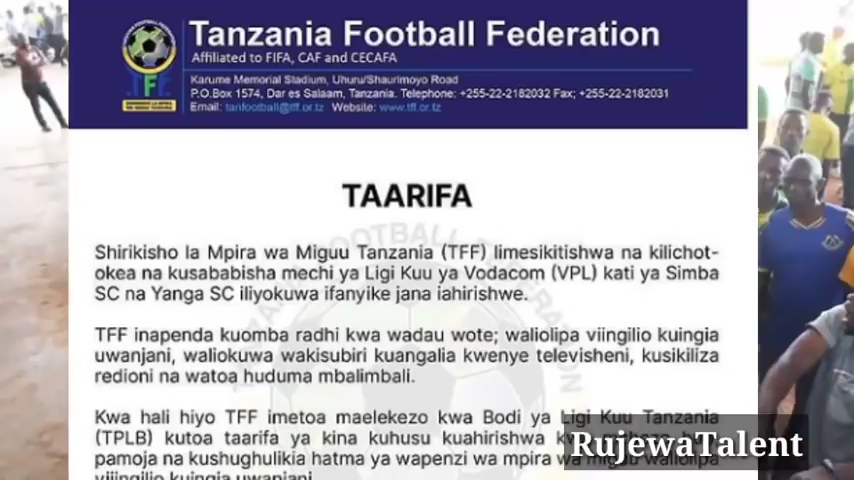 Tanzania Football Federation
Affiliated to FIFA, CAF and CECAFA
Karume Memorial Stadium, Uhuru/Shaurimoyo Road
P.O.Box 1574, Dar es Salaam, Tanzania. Telephone: +255-22-2182032 Fax; +255-22-2182031
Email: tanfootball@tff.or.tz Website: www.tff.or.tz
TFF
TAARIFA
Shirikisho la Mpira wa Miguu Tanzania (TFF) limesikitishwa na kilichot-
okea na kusababisha mechi ya Ligi Kuu ya Vodacom (VPL) kati ya Simba
SC na Yanga SC iliyokuwa ifanyike jana iahirishwe.
TFF inapenda kuomba radhi kwa wadau wote; waliolipa viingilio kuingia
uwanjani, waliokuwa wakisubiri kuangalia kwenye televisheni, kusikiliza
redioni na watoa huduma mbalimbali.
Kwa hali hiyo TFF imetoa maelekezo kwa Bodi ya Ligi Kuu Tanzania
(TPLB) kutoa taarifa ya kina kuhusu kuahirishwa
pamoja na kushughulikia hatma ya wapenzi wa mpira wa miguu waliolipa
viingilio kuingia uwanjani.
RujewaTalent